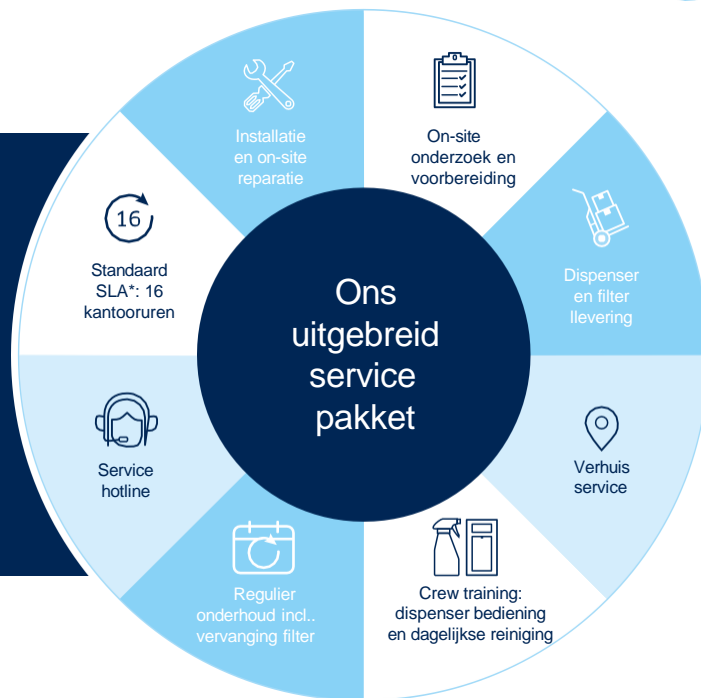 Ons
uitgebreid
service
pakket
On-site
onderzoek en
voorbereiding
Dispenser
en filter
llevering
Verhuis
service
Crew training:
dispenser bediening
en dagelijkse reiniging
Regulier
onderhoud incl..
vervanging filter
Service
hotline
16
Standaard
SLA*: 16
kantooruren
Installatie
en on-site
reparatie